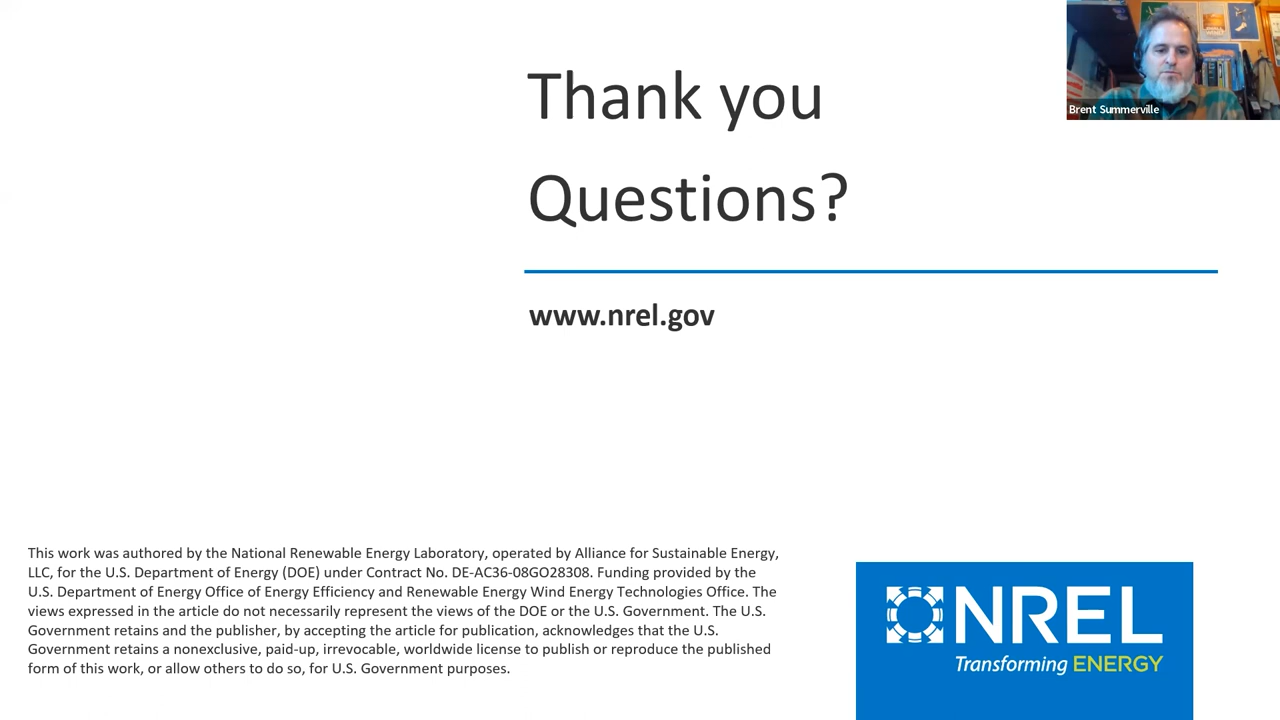 Thank you
Questions?
www.nrel.gov
Brent Summerville
This work was authored by the National Renewable Energy Laboratory, operated by Alliance for Sustainable Energy,
LLC, for the U.S. Department of Energy (DOE) under Contract No. DE-AC36-08GO28308. Funding provided by the
U.S. Department of Energy Office of Energy Efficiency and Renewable Energy Wind Energy Technologies Office. The
views expressed in the article do not necessarily represent the views of the DOE or the U.S. Government. The U.S.
Government retains and the publisher, by accepting the article for publication, acknowledges that the U.S.
Government retains a nonexclusive, paid-up, irrevocable, worldwide license to publish or reproduce the published
form of this work, or allow others to do so, for U.S. Government purposes.
NREL
Transforming ENERGY